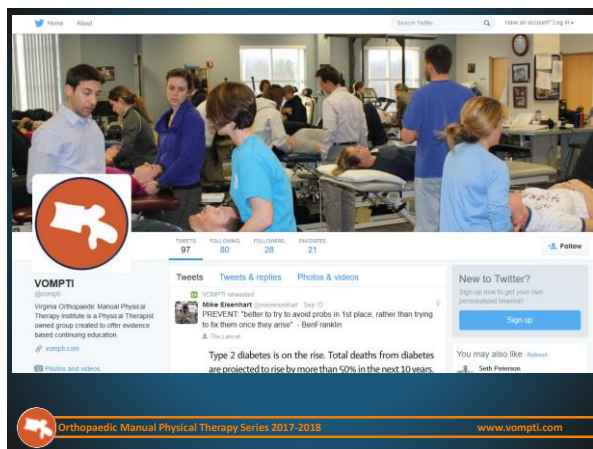 Home About Search Twitter Have an account? Log in
TWEETS FOLLOWING FOLLOWERS FAVORITES
97 80 28 21
Follow
VOMPTI
@vompti
Virginia Orthopaedic Manual Physical
Therapy Institute is a Physical Therapist
owned group created to offer evidence
based continuing education
vompti.com
Photos and videos
Tweets Tweets & replies Photos & videos
VOMPTI retweeted
Mike Eisenhart @mikeeisenhart · Sep 13
PREVENT: "better to try to avoid probs in 1st place, rather than trying
to fix them once they arise" - BenFranklin
The Lancet
Type 2 diabetes is on the rise. Total deaths from diabetes
are projected to rise by more than 50% in the next 10 years.
New to Twitter?
Sign up now to get your own
personalized timeline!
Sign up
You may also like Refresh
Seth Peterson
Orthopaedic Manual Physical Therapy Series 2017-2018 www.vompti.com